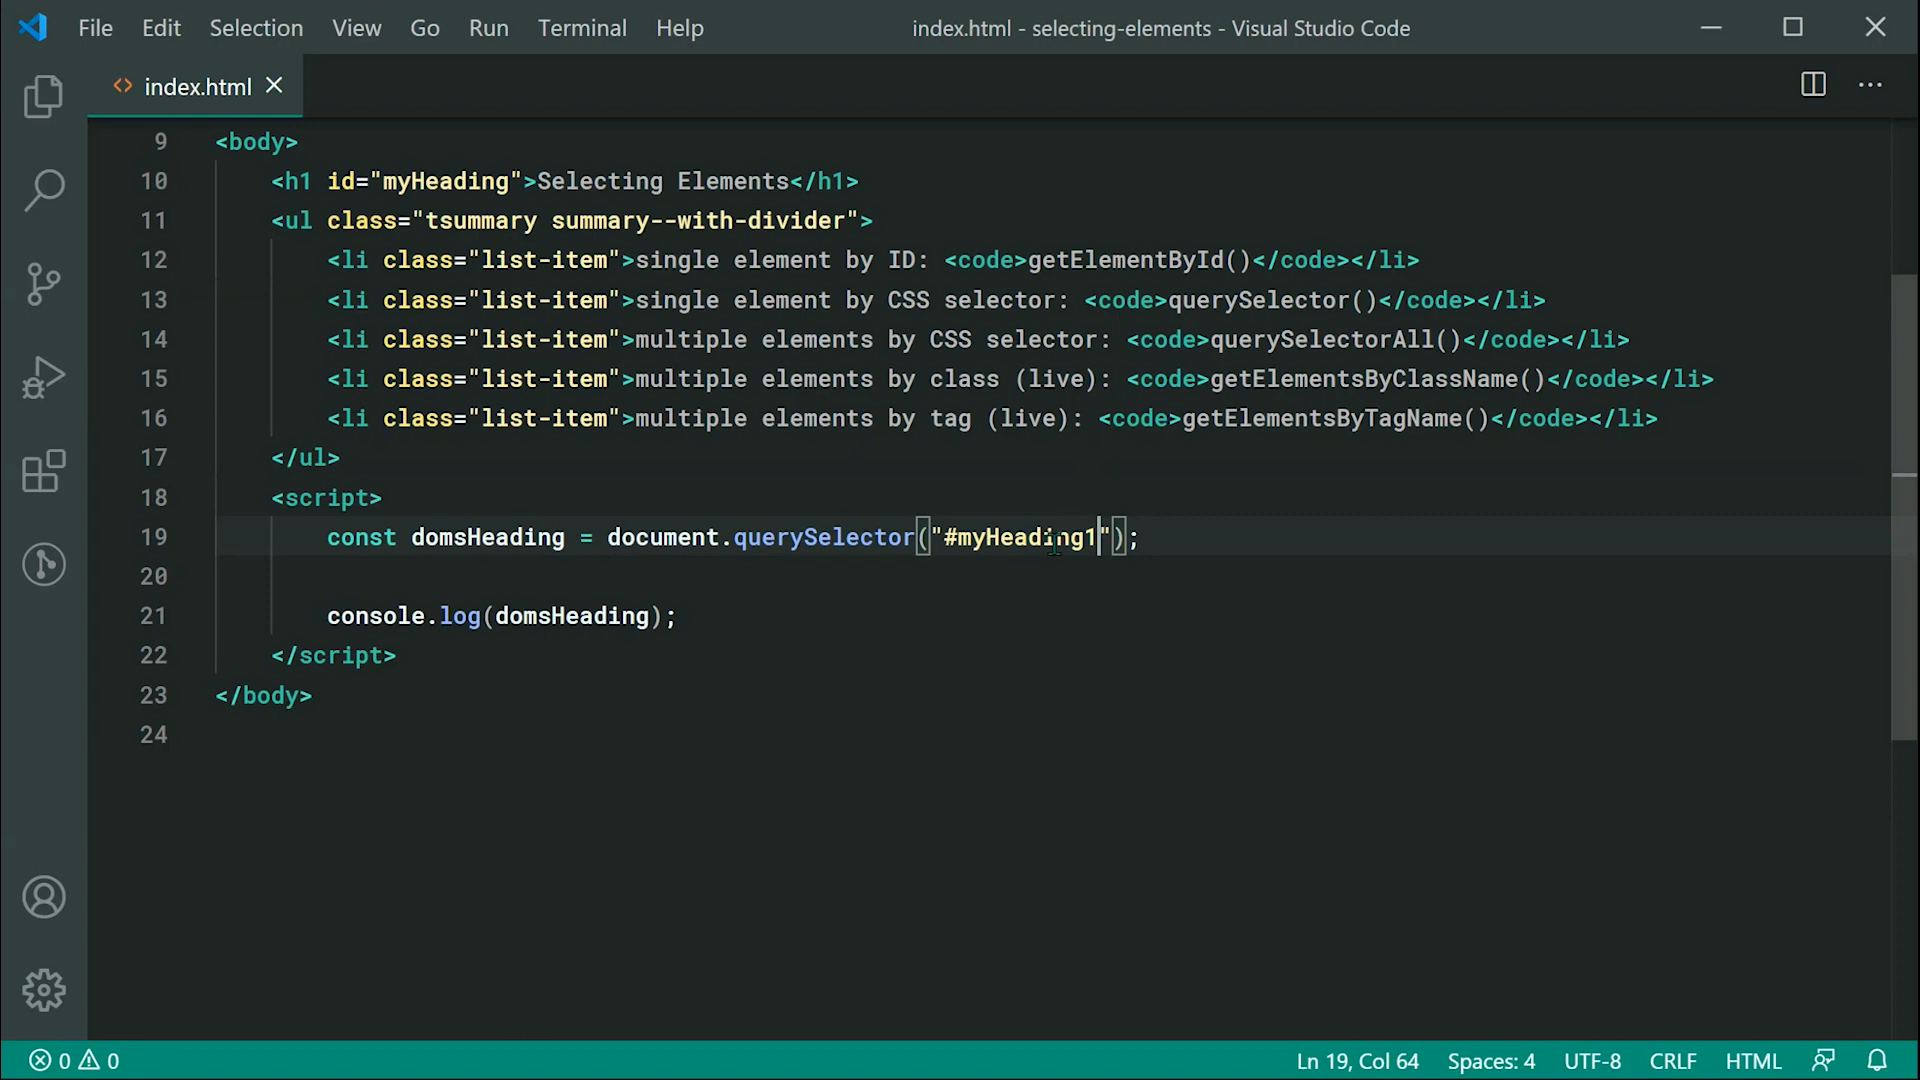 File Edit Selection View Go Run Terminal Help index.html - selecting-elements - Visual Studio Code
<> index.html
9 <body>
10 <h1 id="myHeading">Selecting Elements</h1>
11 <ul class="tsummary summary--with-divider">
12 <li class="list-item">single element by ID: <code>getElementById()</code></li>
13 <li class="list-item">single element by CSS selector: <code>querySelector()</code></li>
14 <li class="list-item">multiple elements by CSS selector: <code>querySelectorAll()</code></li>
15 <li class="list-item">multiple elements by class (live): <code>getElementsByClassName()</code></li>
16 <li class="list-item">multiple elements by tag (live): <code>getElementsByTagName()</code></li>
17 </ul>
18 <script>
19 const domsHeading = document.querySelector("#myHeading1");
20
21 console.log(domsHeading);
22 </script>
23 </body>
24
0 0 Ln 19, Col 64 Spaces: 4 UTF-8 CRLF HTML